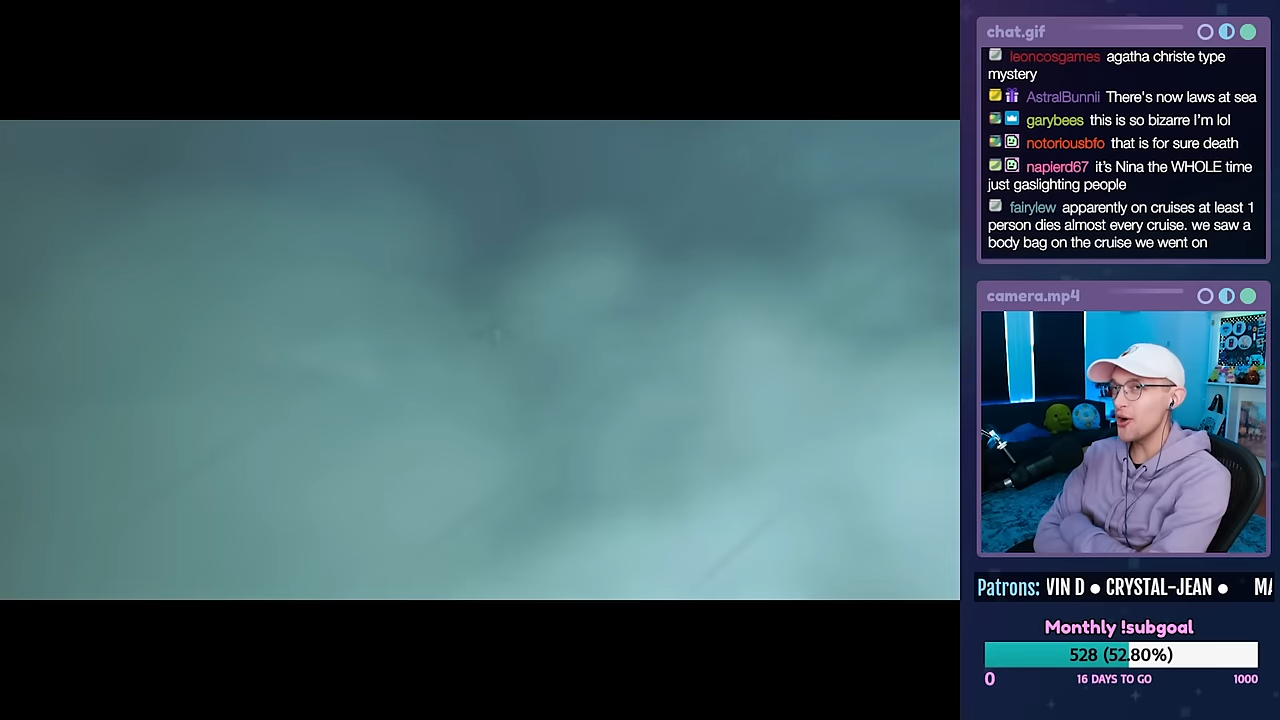 chat.gif
leoncosgames agatha christe type
mystery
AstralBunnii There's now laws at sea
garybees this is so bizarre I'm lol
notoriousbfo that is for sure death
napierd67 it's Nina the WHOLE time
just gaslighting people
fairylew apparently on cruises at least 1
person dies almost every cruise. we saw a
body bag on the cruise we went on
camera.mp4
Patrons: VIN D ● CRYSTAL-JEAN ●
Monthly !subgoal
528 (52.80%)
0 16 DAYS TO GO 1000